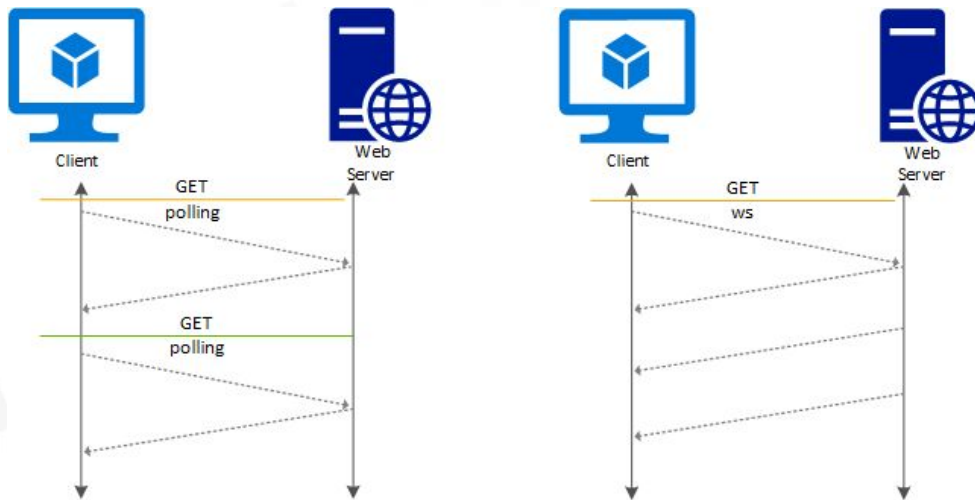 Client
Web
Server
GET
polling
GET
polling
Client
Web
Server
GET
ws